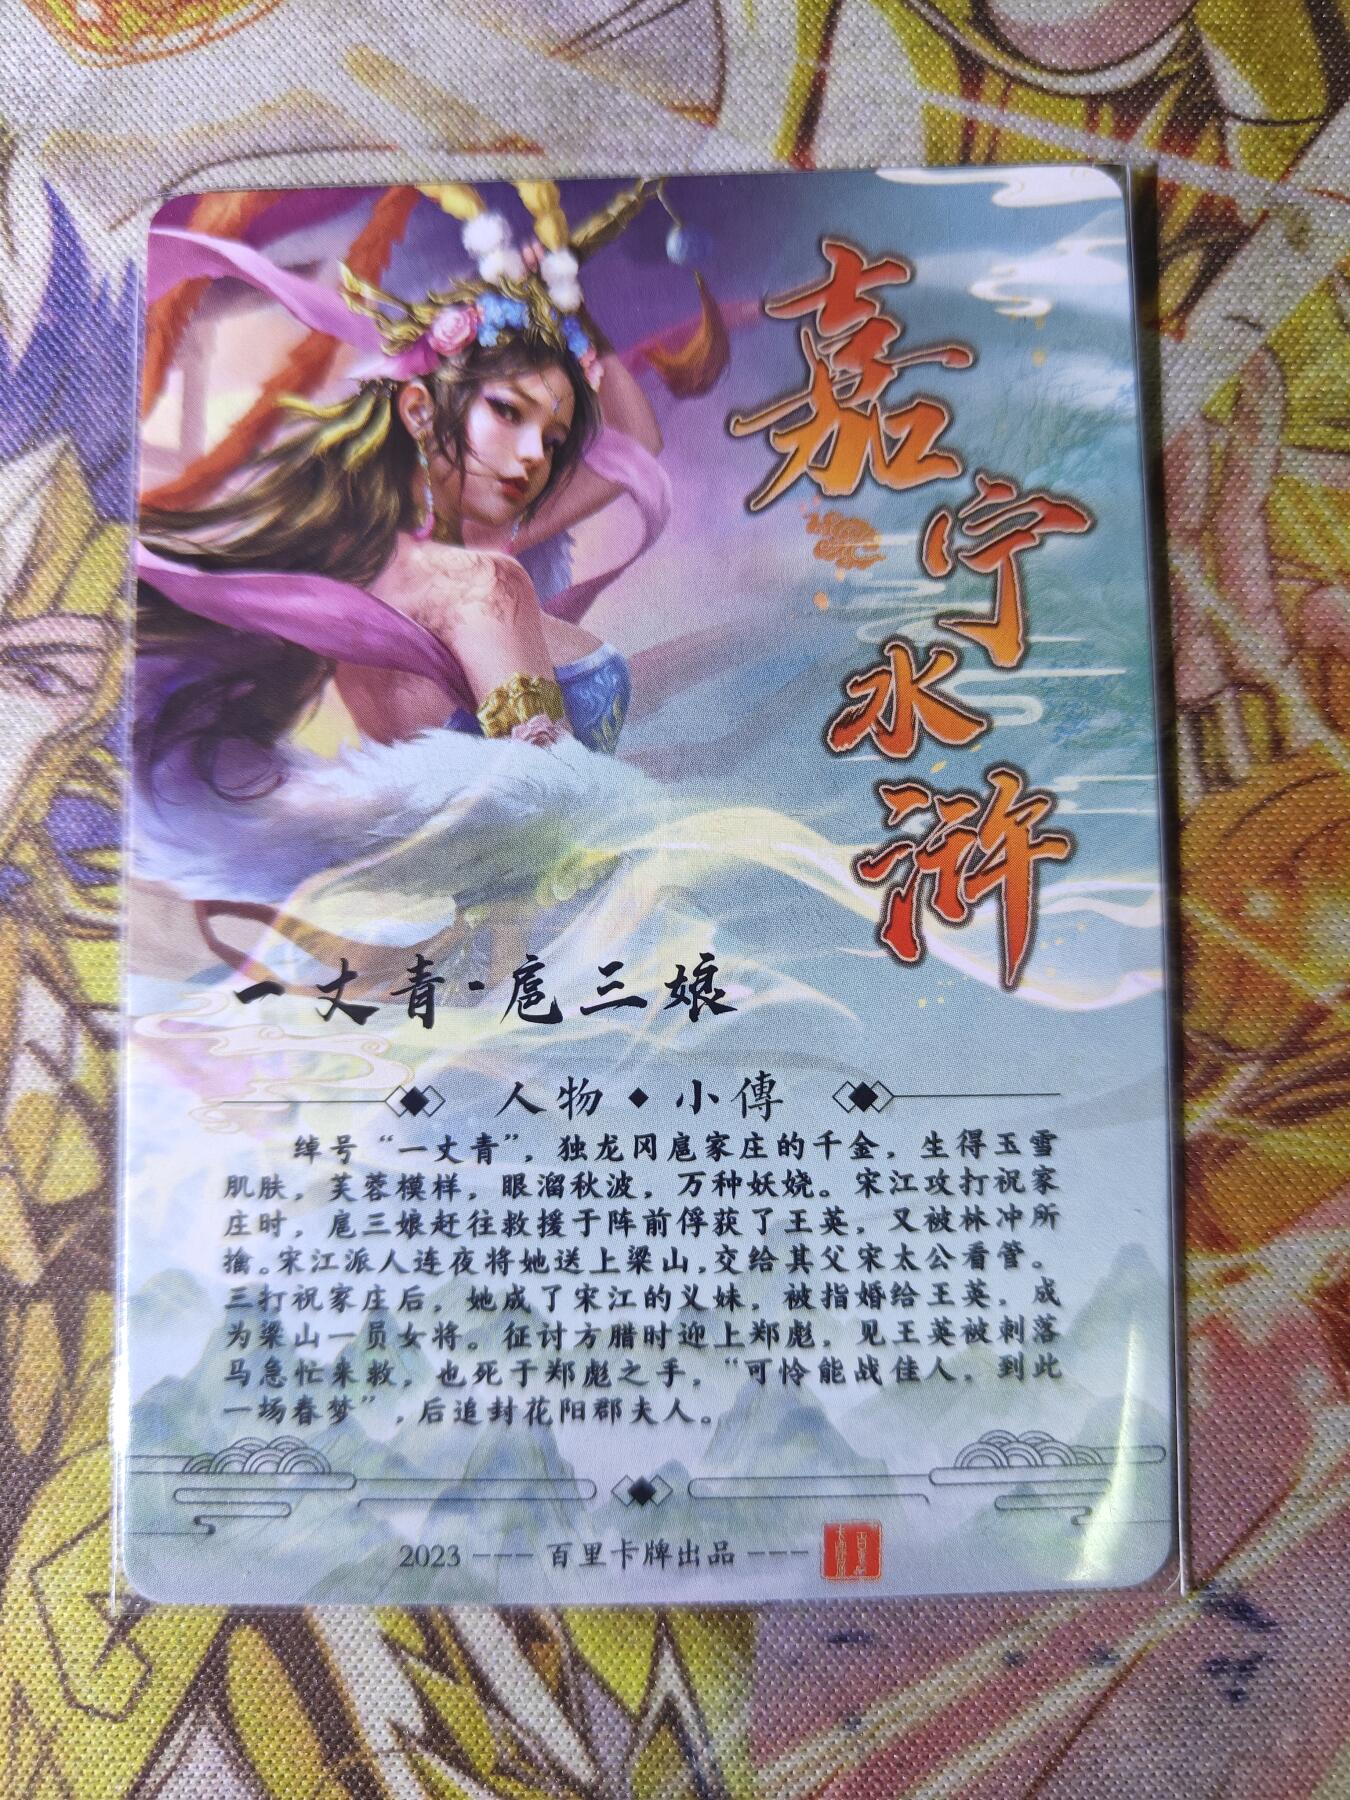 嘉宁水浒
一丈青·扈三娘
人物◆小傳
绰号“一丈青”，独龙冈扈家庄的千金，生得玉雪
肌肤，芙蓉模样，眼溜秋波，万种妖娆。宋江攻打祝家
庄时，扈三娘赶往救援于阵前俘获了王英，又被林冲所
擒。宋江派人连夜将她送上梁山，交给其父宋太公看管。
三打祝家庄后，她成了宋江的义妹，被指婚给王英，成
为梁山一员女将。征讨方腊时迎上郑彪，见王英被刺落
马急忙来救，也死于郑彪之手，“可怜能战佳人，到此
一场春梦”，后追封花阳郡夫人。
2023---百里卡牌出品---